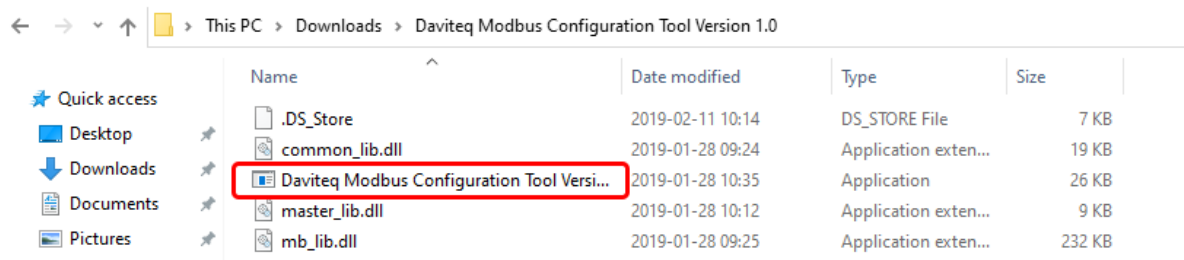 This PC > Downloads > Daviteq Modbus Configuration Tool Version 1.0
Name Date modified Type Size
Quick access
Desktop
Downloads
Documents
Pictures
.DS_Store 2019-02-11 10:14 DS_STORE File 7 KB
common_lib.dll 2019-01-28 09:24 Application exten... 19 KB
Daviteq Modbus Configuration Tool Versi... 2019-01-28 10:35 Application 26 KB
master_lib.dll 2019-01-28 10:12 Application exten... 9 KB
mb_lib.dll 2019-01-28 09:25 Application exten... 232 KB